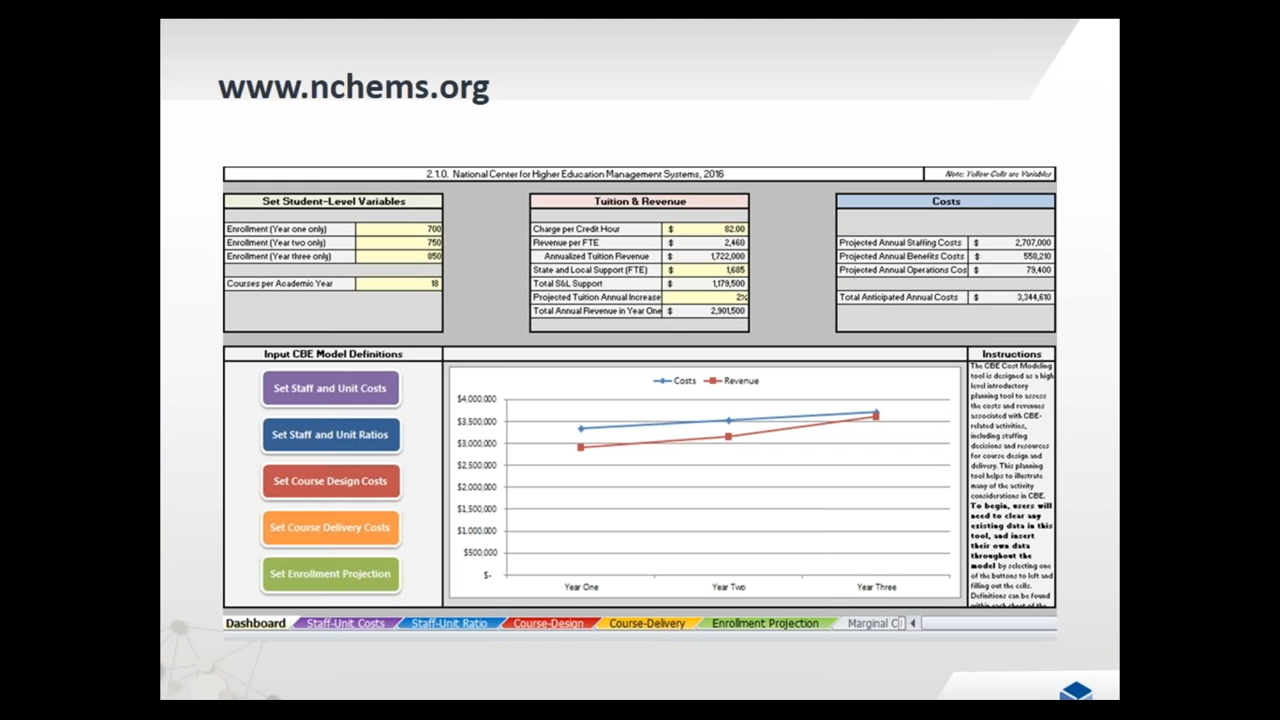 www.nchems.org
2.1.0. National Center for Higher Education Management Systems, 2016
Note: Yellow Cells are Variables
Set Student-Level Variables
Enrollment (Year one only) 700
Enrollment (Year two only) 750
Enrollment (Year three only) 850
Courses per Academic Year 18
Tuition & Revenue
Charge per Credit Hour $ 82.00
Revenue per FTE $ 2,460
Annualized Tuition Revenue $ 1,722,000
State and Local Support (FTE) $ 1,685
Total S&L Support $ 1,179,500
Projected Tuition Annual Increase 2%
Total Annual Revenue in Year One $ 2,901,500
Costs
Projected Annual Staffing Costs $ 2,707,000
Projected Annual Benefits Costs $ 558,210
Projected Annual Operations Cos $ 79,400
Total Anticipated Annual Costs $ 3,344,610
Input CBE Model Definitions
Set Staff and Unit Costs
Set Staff and Unit Ratios
Set Course Design Costs
Set Course Delivery Costs
Set Enrollment Projection
Costs Revenue
$4,000,000
$3,500,000
$3,000,000
$2,500,000
$2,000,000
$1,500,000
$1,000,000
$500,000
$-
Year One Year Two Year Three
Instructions
The CBE Cost Modeling
tool is designed as a high
level introductory
planning tool to assess
the costs and revenues
associated with CBE-
related activities,
including staffing
decisions and resources
for course design and
delivery. This planning
tool helps to illustrate
many of the activity
considerations in CBE.
To begin, users will
need to clear any
existing data in this
tool, and insert
their own data
throughout the
model by selecting one
of the buttons to left and
filling out the cells.
Definitions can be found
within each sheet of the
Dashboard Staff-Unit Costs Staff-Unit Ratio Course-Design Course-Delivery Enrollment Projection Marginal C